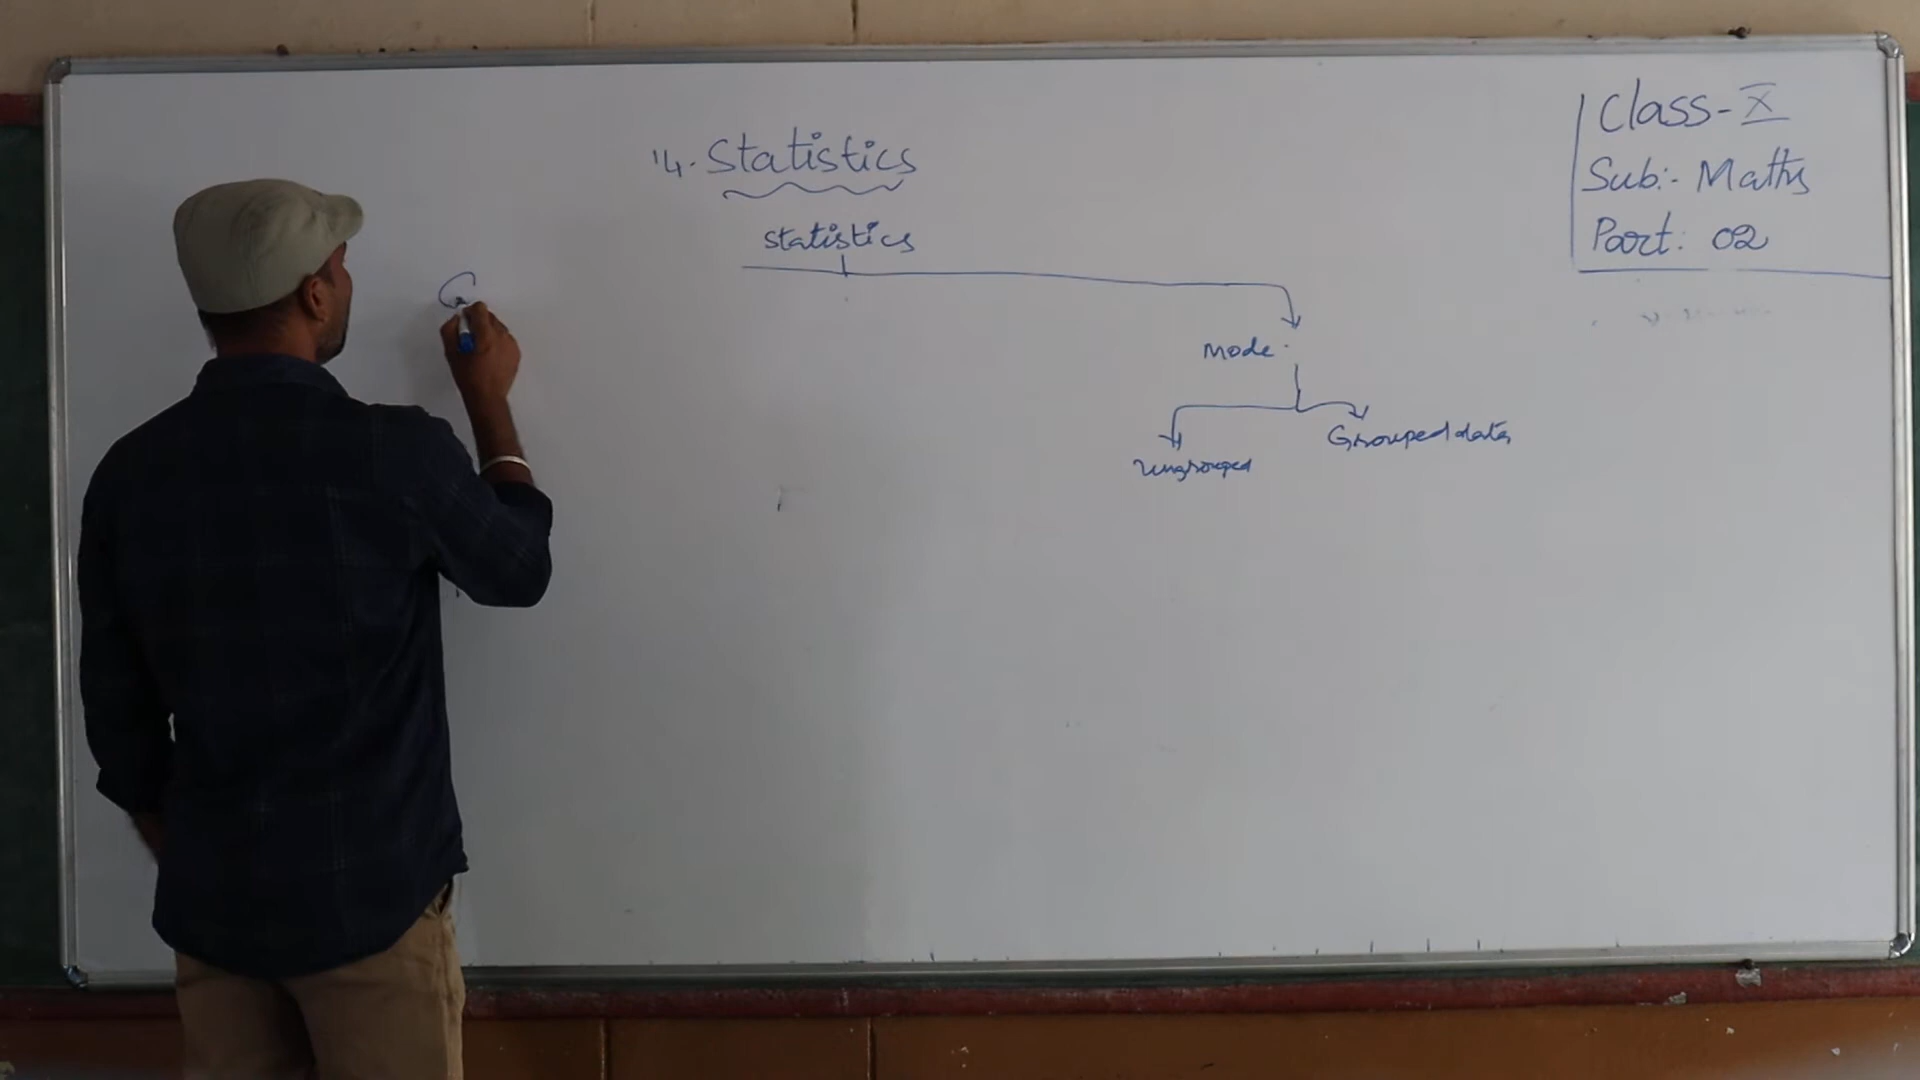 14. Statistics
statistics
Mode
ungrouped
Grouped data
Class - X
Sub:- Maths
Part: 02